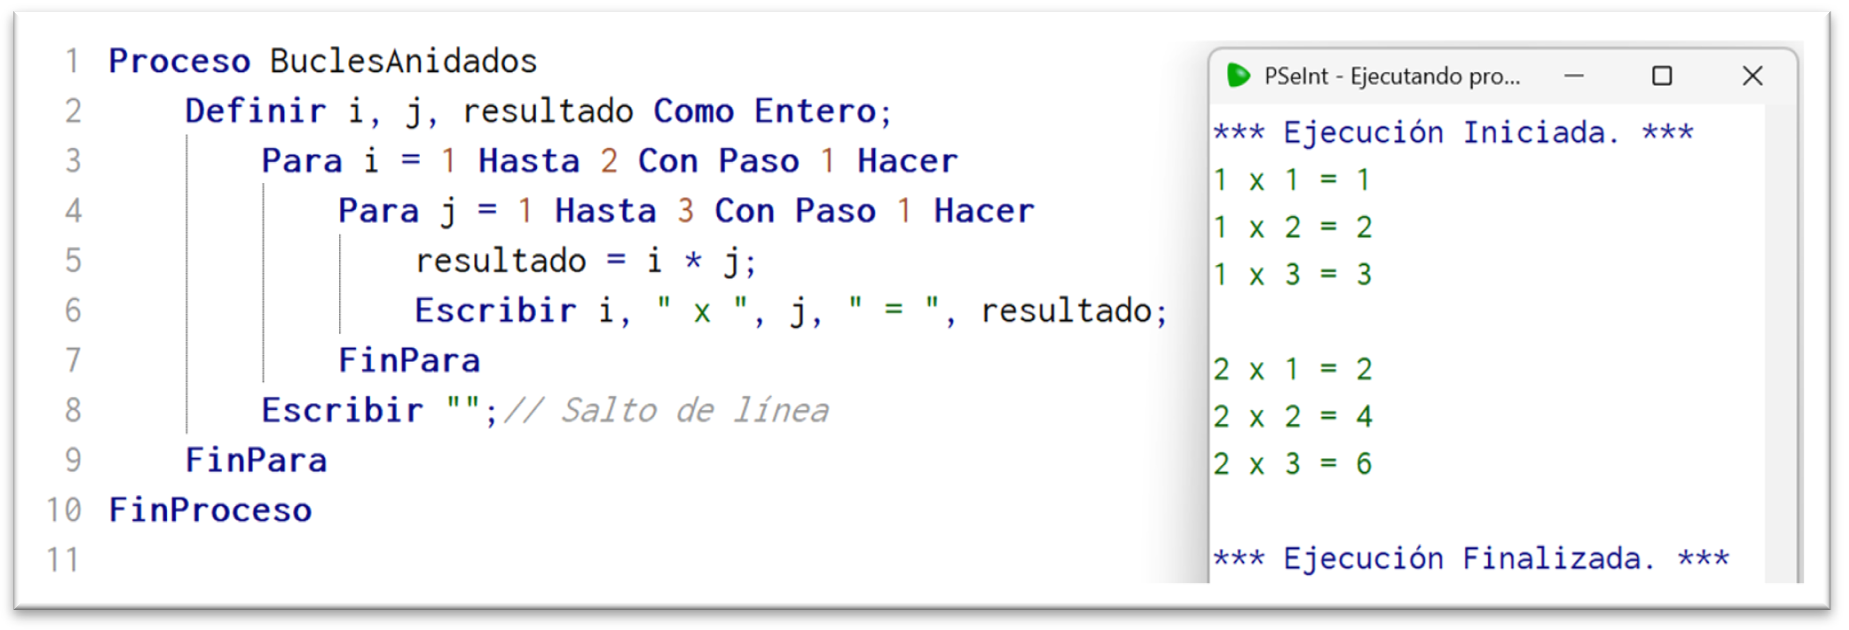 1 Proceso BuclesAnidados
2 Definir i, j, resultado Como Entero;
3 Para i = 1 Hasta 2 Con Paso 1 Hacer
4 Para j = 1 Hasta 3 Con Paso 1 Hacer
5 resultado = i * j;
6 Escribir i, " x ", j, " = ", resultado;
7 FinPara
8 Escribir "";// Salto de línea
9 FinPara
10 FinProceso
11
PSeInt - Ejecutando pro...
*** Ejecución Iniciada. ***
1 x 1 = 1
1 x 2 = 2
1 x 3 = 3
2 x 1 = 2
2 x 2 = 4
2 x 3 = 6
*** Ejecución Finalizada. ***